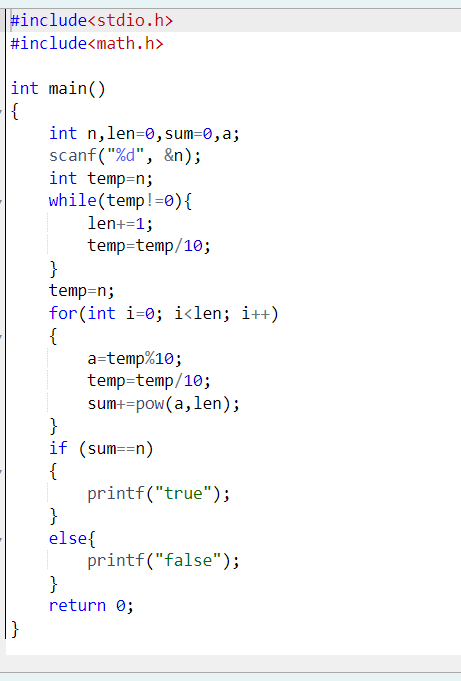 #include<stdio.h>
#include<math.h>
int main()
{
int n,len=0,sum=0,a;
scanf("%d", &n);
int temp=n;
while(temp!=0){
len+=1;
temp=temp/10;
}
temp=n;
for(int i=0; i<len; i++)
{
a=temp%10;
temp=temp/10;
sum+=pow(a,len);
}
if (sum==n)
{
printf("true");
}
else{
printf("false");
}
return 0;
}